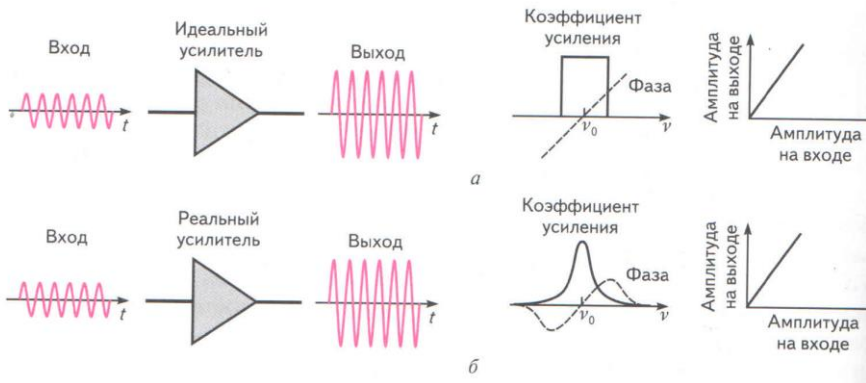 Вход
t
Идеальный
усилитель
Выход
t
Коэффициент
усиления
Фаза
ν₀
ν
Амплитуда
на выходе
Амплитуда
на входе
а
Вход
t
Реальный
усилитель
Выход
t
Коэффициент
усиления
Фаза
ν₀
ν
Амплитуда
на выходе
Амплитуда
на входе
б